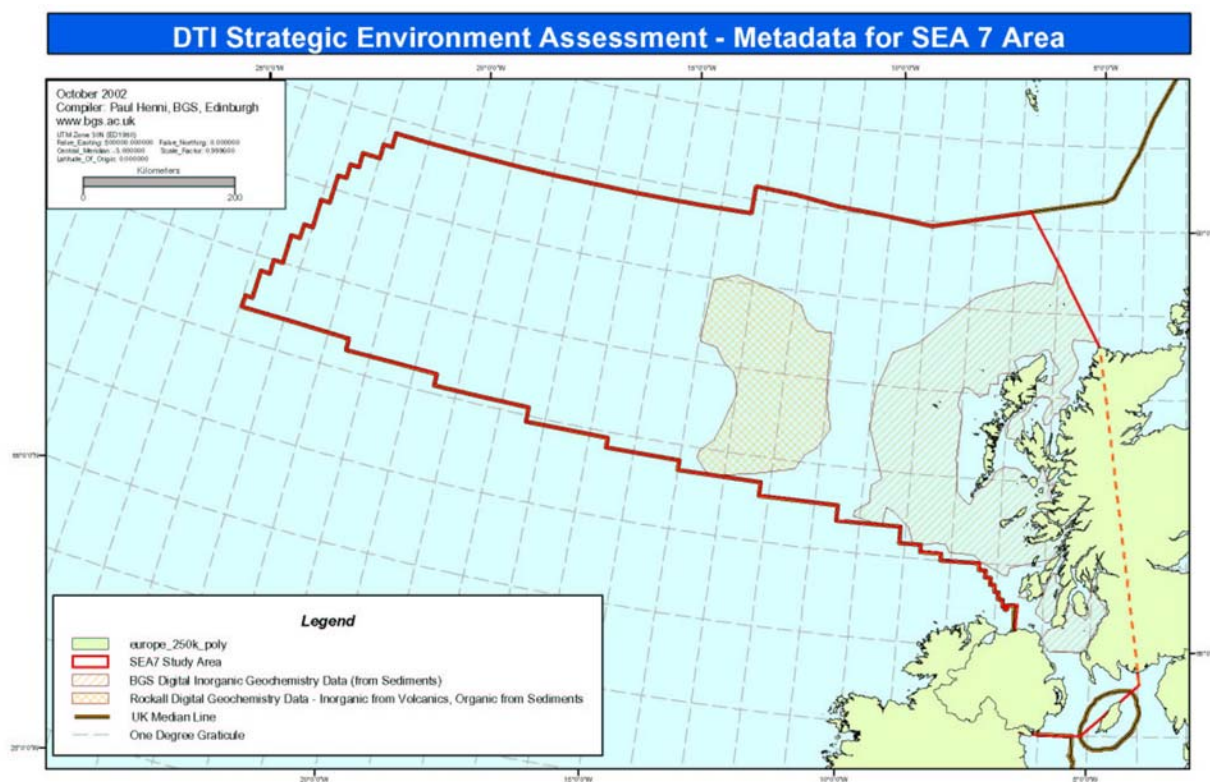 DTI Strategic Environment Assessment - Metadata for SEA 7 Area
October 2002
Compiler: Paul Henni, BGS, Edinburgh
www.bgs.ac.uk
Kilometers
0 200
Legend
europe_250k_poly
SEA7 Study Area
BGS Digital Inorganic Geochemistry Data (from Sediments)
Rockall Digital Geochemistry Data - Inorganic from Volcanics, Organic from Sediments
UK Median Line
One Degree Graticule